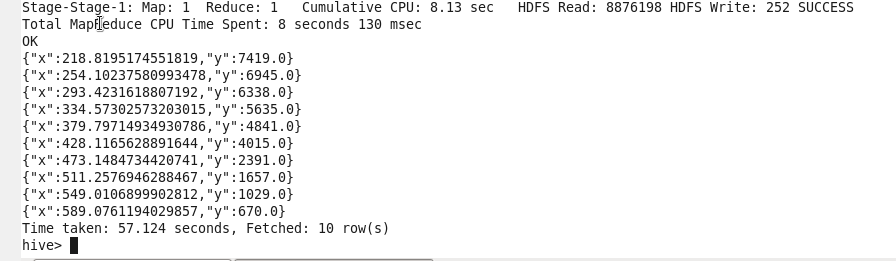 Stage-Stage-1: Map: 1  Reduce: 1   Cumulative CPU: 8.13 sec   HDFS Read: 8876198 HDFS Write: 252 SUCCESS
Total MapReduce CPU Time Spent: 8 seconds 130 msec
OK
{"x":218.8195174551819,"y":7419.0}
{"x":254.10237580993478,"y":6945.0}
{"x":293.4231618807192,"y":6338.0}
{"x":334.57302573203015,"y":5635.0}
{"x":379.79714934930786,"y":4841.0}
{"x":428.1165628891644,"y":4015.0}
{"x":473.1484734420741,"y":2391.0}
{"x":511.2576946288467,"y":1657.0}
{"x":549.0106899902812,"y":1029.0}
{"x":589.0761194029857,"y":670.0}
Time taken: 57.124 seconds, Fetched: 10 row(s)
hive>